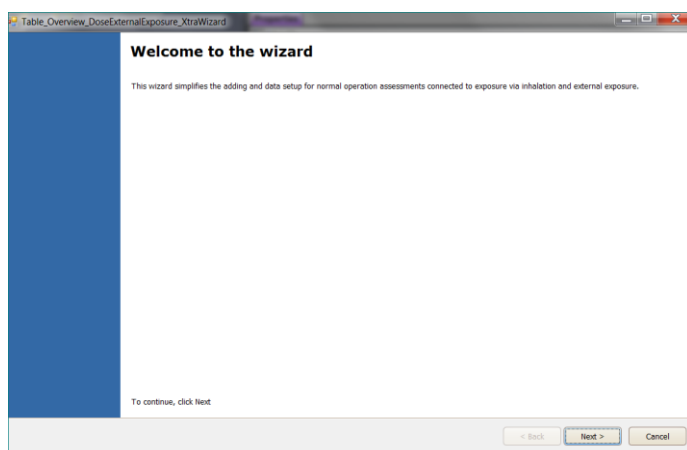 Table_Overview_DoseExternalExposure_XtraWizard
Welcome to the wizard
This wizard simplifies the adding and data setup for normal operation assessments connected to exposure via inhalation and external exposure.
To continue, click Next
< Back Next > Cancel